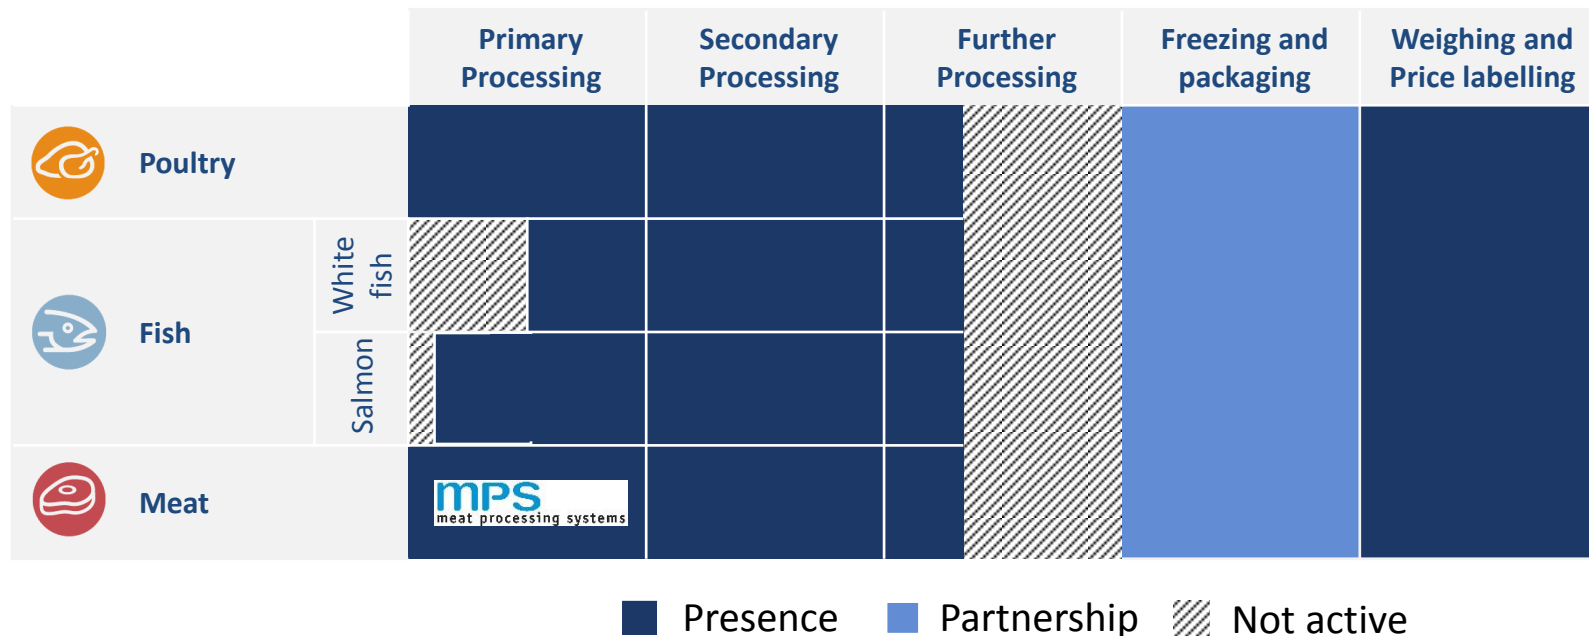 Primary
Processing
Secondary
Processing
Further
Processing
Freezing and
packaging
Weighing and
Price labelling
Poultry
Fish
White
fish
Salmon
Meat
mps
meat processing systems
Presence
Partnership
Not active